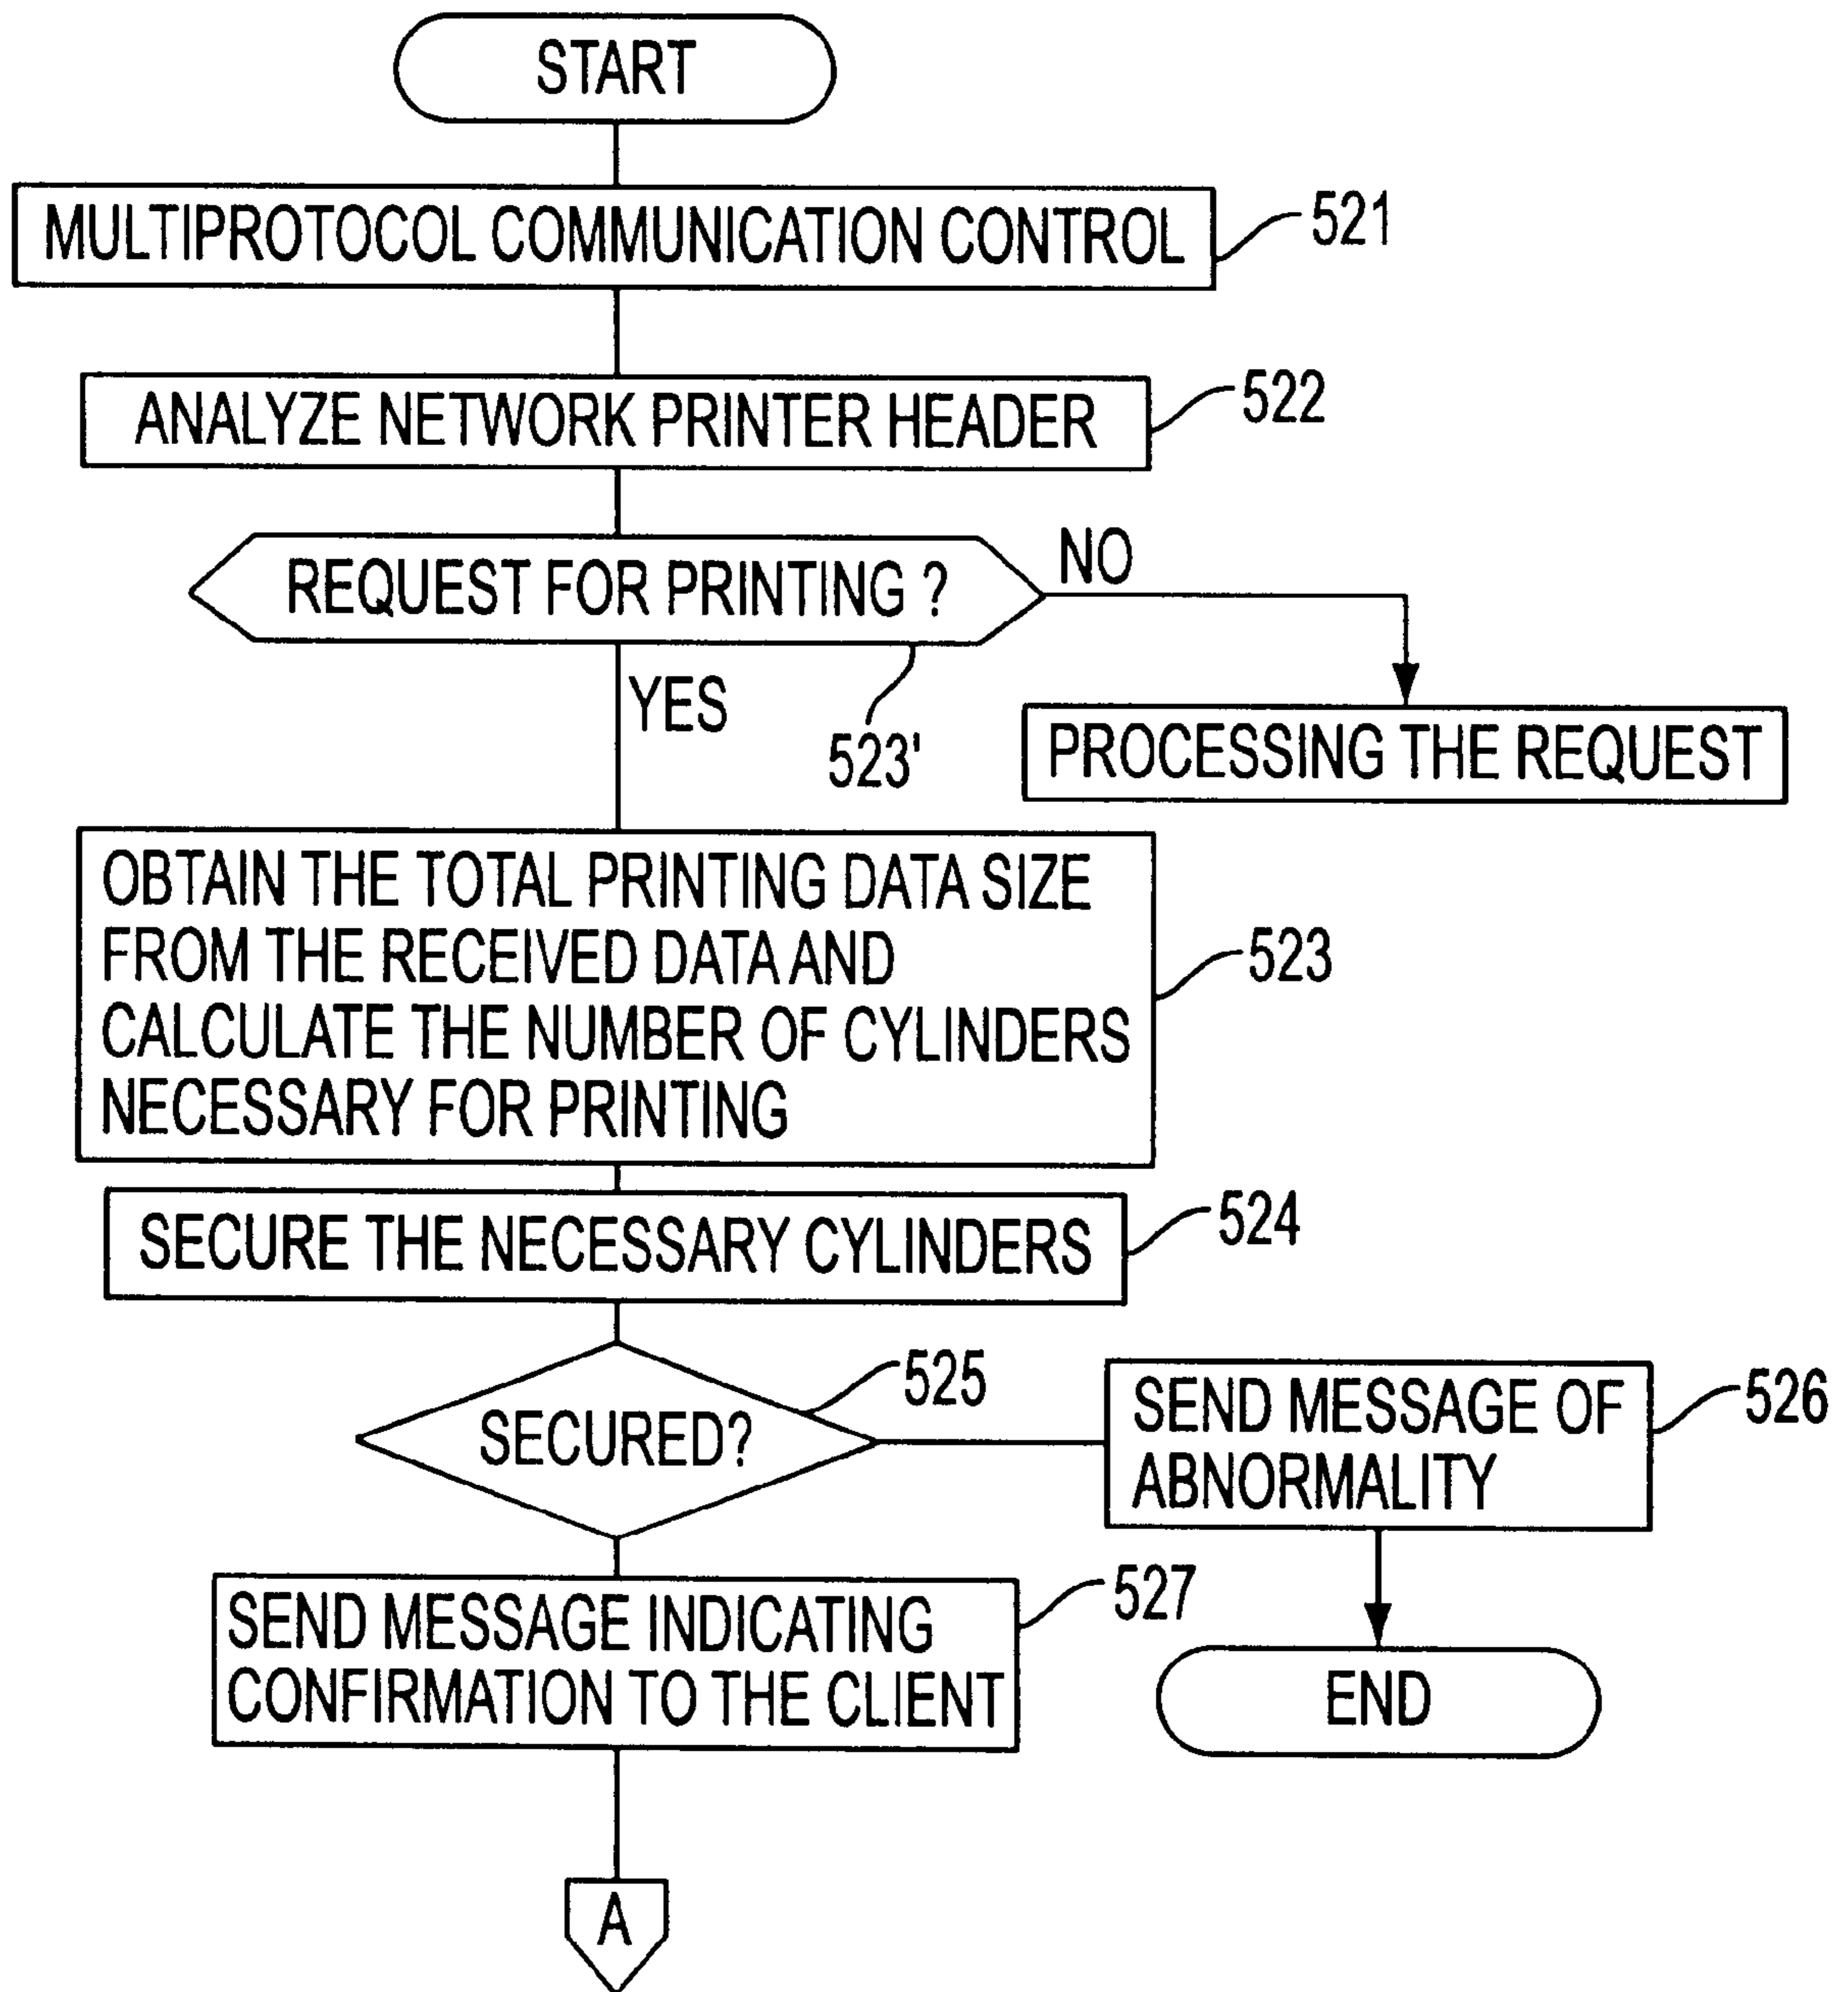 START
MULTIPROTOCOL COMMUNICATION CONTROL
521
ANALYZE NETWORK PRINTER HEADER
522
REQUEST FOR PRINTING ?
NO
YES
523'
PROCESSING THE REQUEST
OBTAIN THE TOTAL PRINTING DATA SIZE
FROM THE RECEIVED DATA AND
CALCULATE THE NUMBER OF CYLINDERS
NECESSARY FOR PRINTING
523
SECURE THE NECESSARY CYLINDERS
524
SECURED?
525
SEND MESSAGE OF
ABNORMALITY
526
SEND MESSAGE INDICATING
CONFIRMATION TO THE CLIENT
527
END
A